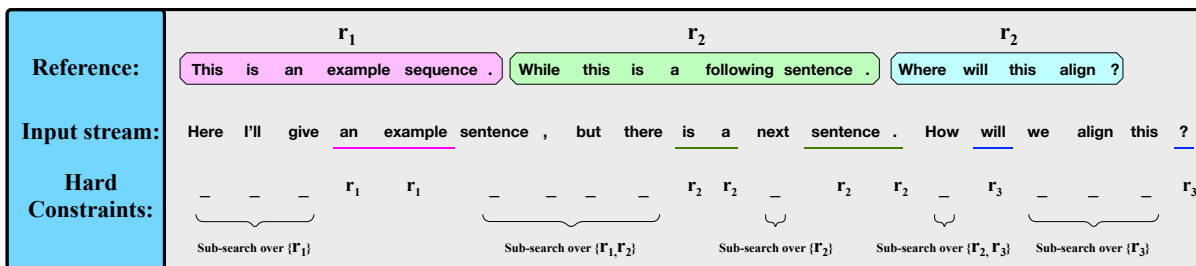 r₁ r₂ r₂
Reference: This is an example sequence . While this is a following sentence . Where will this align ?
Input stream: Here I'll give an example sentence , but there is a next sentence . How will we align this ?
Hard Constraints: _ _ _ r₁ r₁ _ _ _ _ r₂ r₂ _ r₂ r₂ _ r₃ _ _ _ r₃
Sub-search over {r₁} Sub-search over {r₁,r₂} Sub-search over {r₂} Sub-search over {r₂, r₃} Sub-search over {r₃}